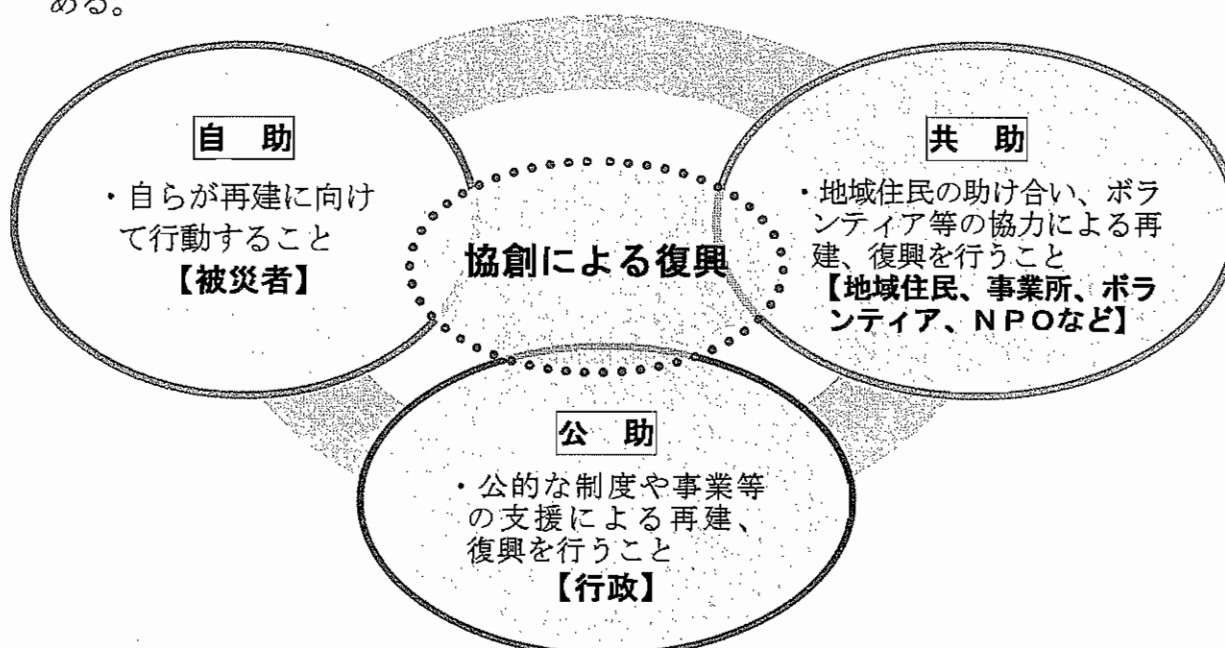 める。
自 助
・自らが再建に向け
て行動すること
【被災者】
共 助
・地域住民の助け合い、ボラ
ンティア等の協力による再
建、復興を行うこと
【地域住民、事業所、ボラ
ンティア、NPOなど】
協創による復興
公 助
・公的な制度や事業等
の支援による再建、
復興を行うこと
【行政】